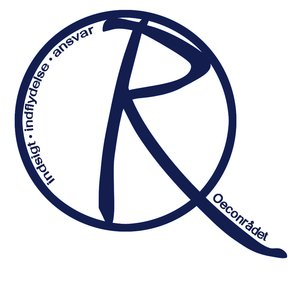 indsigt • indflydelse • ansvar
R
Oeconrådet